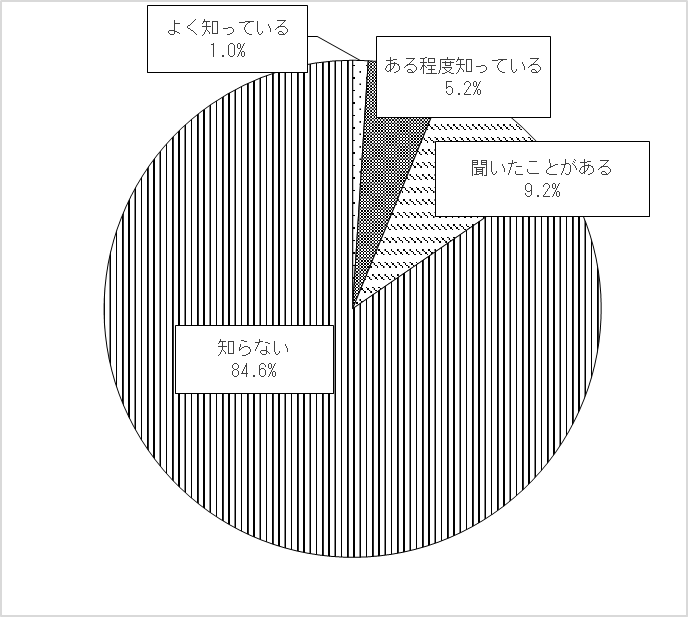 よく知っている
1.0%
ある程度知っている
5.2%
聞いたことがある
9.2%
知らない
84.6%